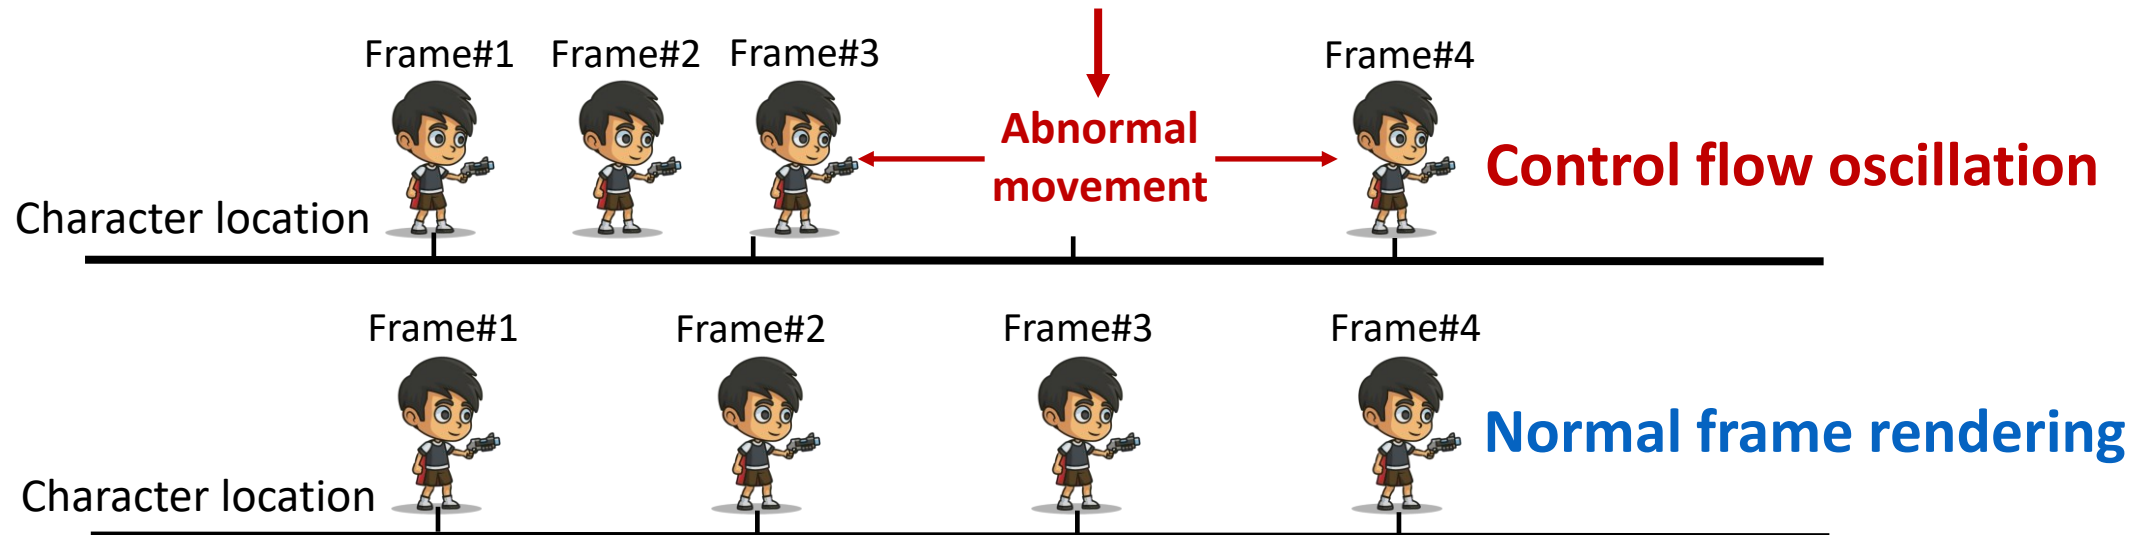 Frame#1 Frame#2 Frame#3 Frame#4
Abnormal
movement
Control flow oscillation
Character location
Frame#1 Frame#2 Frame#3 Frame#4
Normal frame rendering
Character location